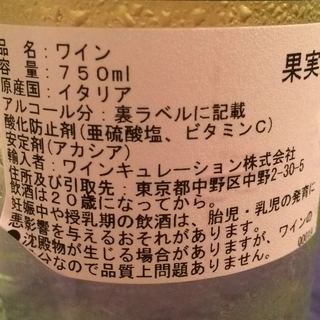 品名：ワイン
容量：750ml
原産国：イタリア
アルコール分：裏ラベルに記載
酸化防止剤(亜硫酸塩、ビタミンC)
安定剤(アカシア)
輸入者：ワインキュレーション株式会社
住所及び引取先：東京都中野区中野2-30-5
飲酒は20歳になってから。
妊娠中や授乳期の飲酒は、胎児・乳児の発育に
悪影響を与えるおそれがあります。
●沈殿物が生じる場合がありますが、ワインの
分なので品質上問題ありません。
果実